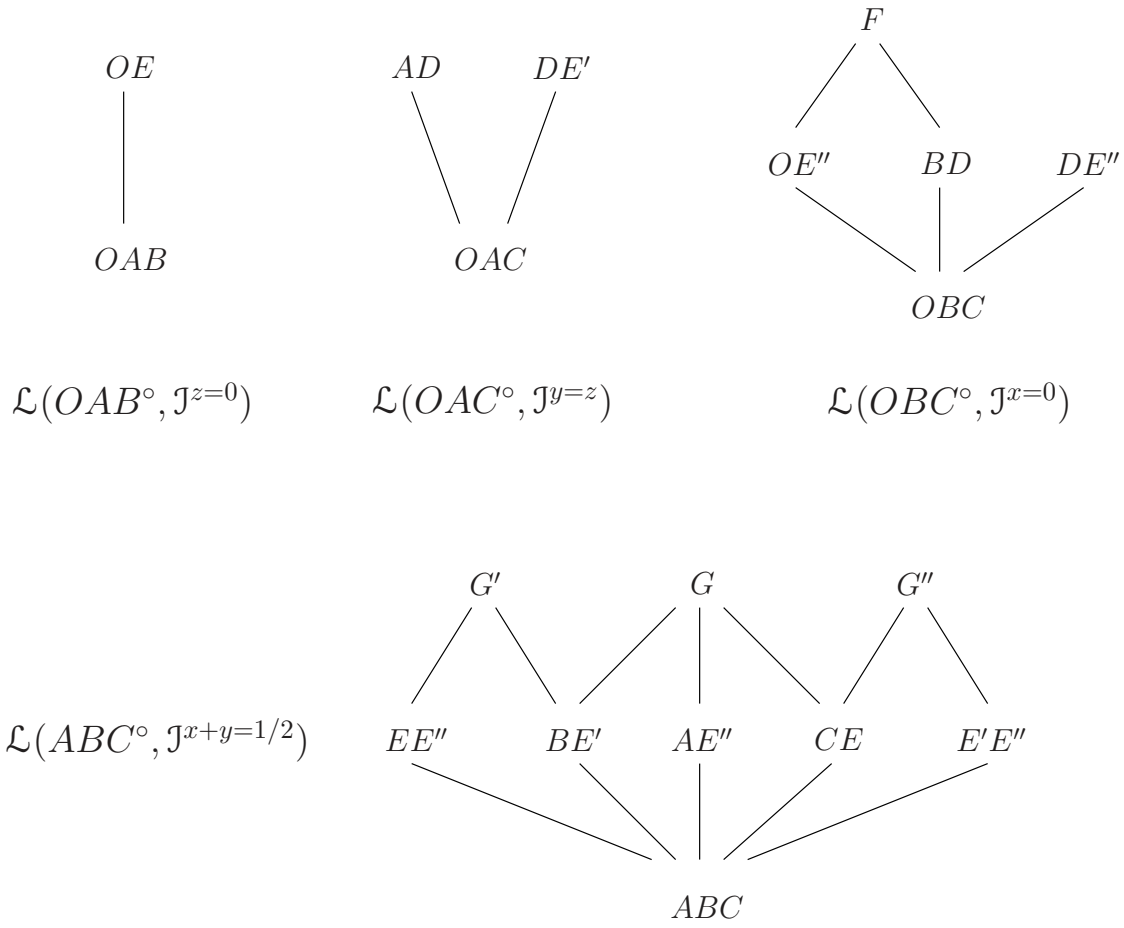 F
OE AD DE′
OE″ BD DE″
OAB OAC
OBC
𝔏(OAB°, ℑ^{z=0}) 𝔏(OAC°, ℑ^{y=z}) 𝔏(OBC°, ℑ^{x=0})
G′ G G″
𝔏(ABC°, ℑ^{x+y=1/2}) EE″ BE′ AE″ CE E′E″
ABC